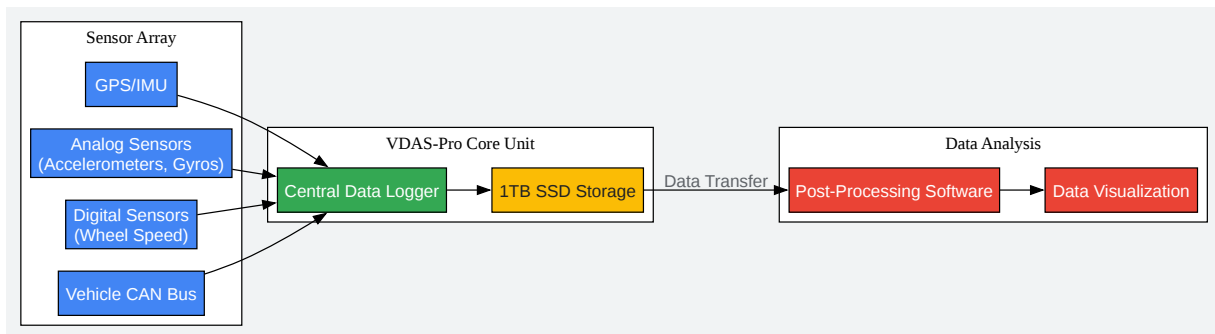 Sensor Array
GPS/IMU
Analog Sensors
(Accelerometers, Gyros)
Digital Sensors
(Wheel Speed)
Vehicle CAN Bus
VDAS-Pro Core Unit
Central Data Logger
1TB SSD Storage
Data Transfer
Data Analysis
Post-Processing Software
Data Visualization